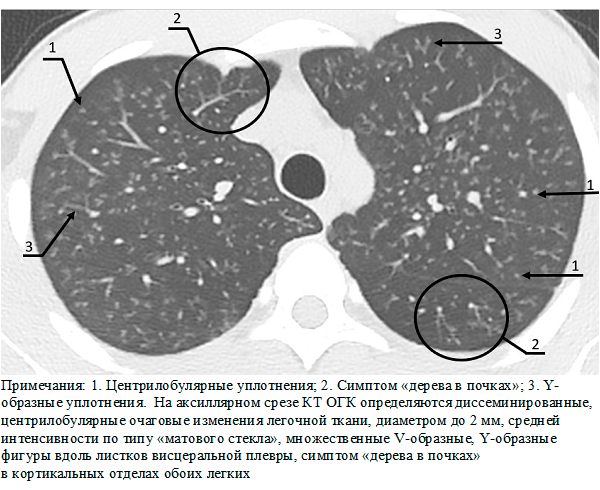 2
3
1
1
3
1
2
Примечания: 1. Центрилобулярные уплотнения; 2. Симптом «дерева в почках»; 3. Y-
образные уплотнения.  На аксиллярном срезе КТ ОГК определяются диссеминированные,
центрилобулярные очаговые изменения легочной ткани, диаметром до 2 мм, средней
интенсивности по типу «матового стекла», множественные V-образные, Y-образные
фигуры вдоль листков висцеральной плевры, симптом «дерева в почках»
в кортикальных отделах обоих легких